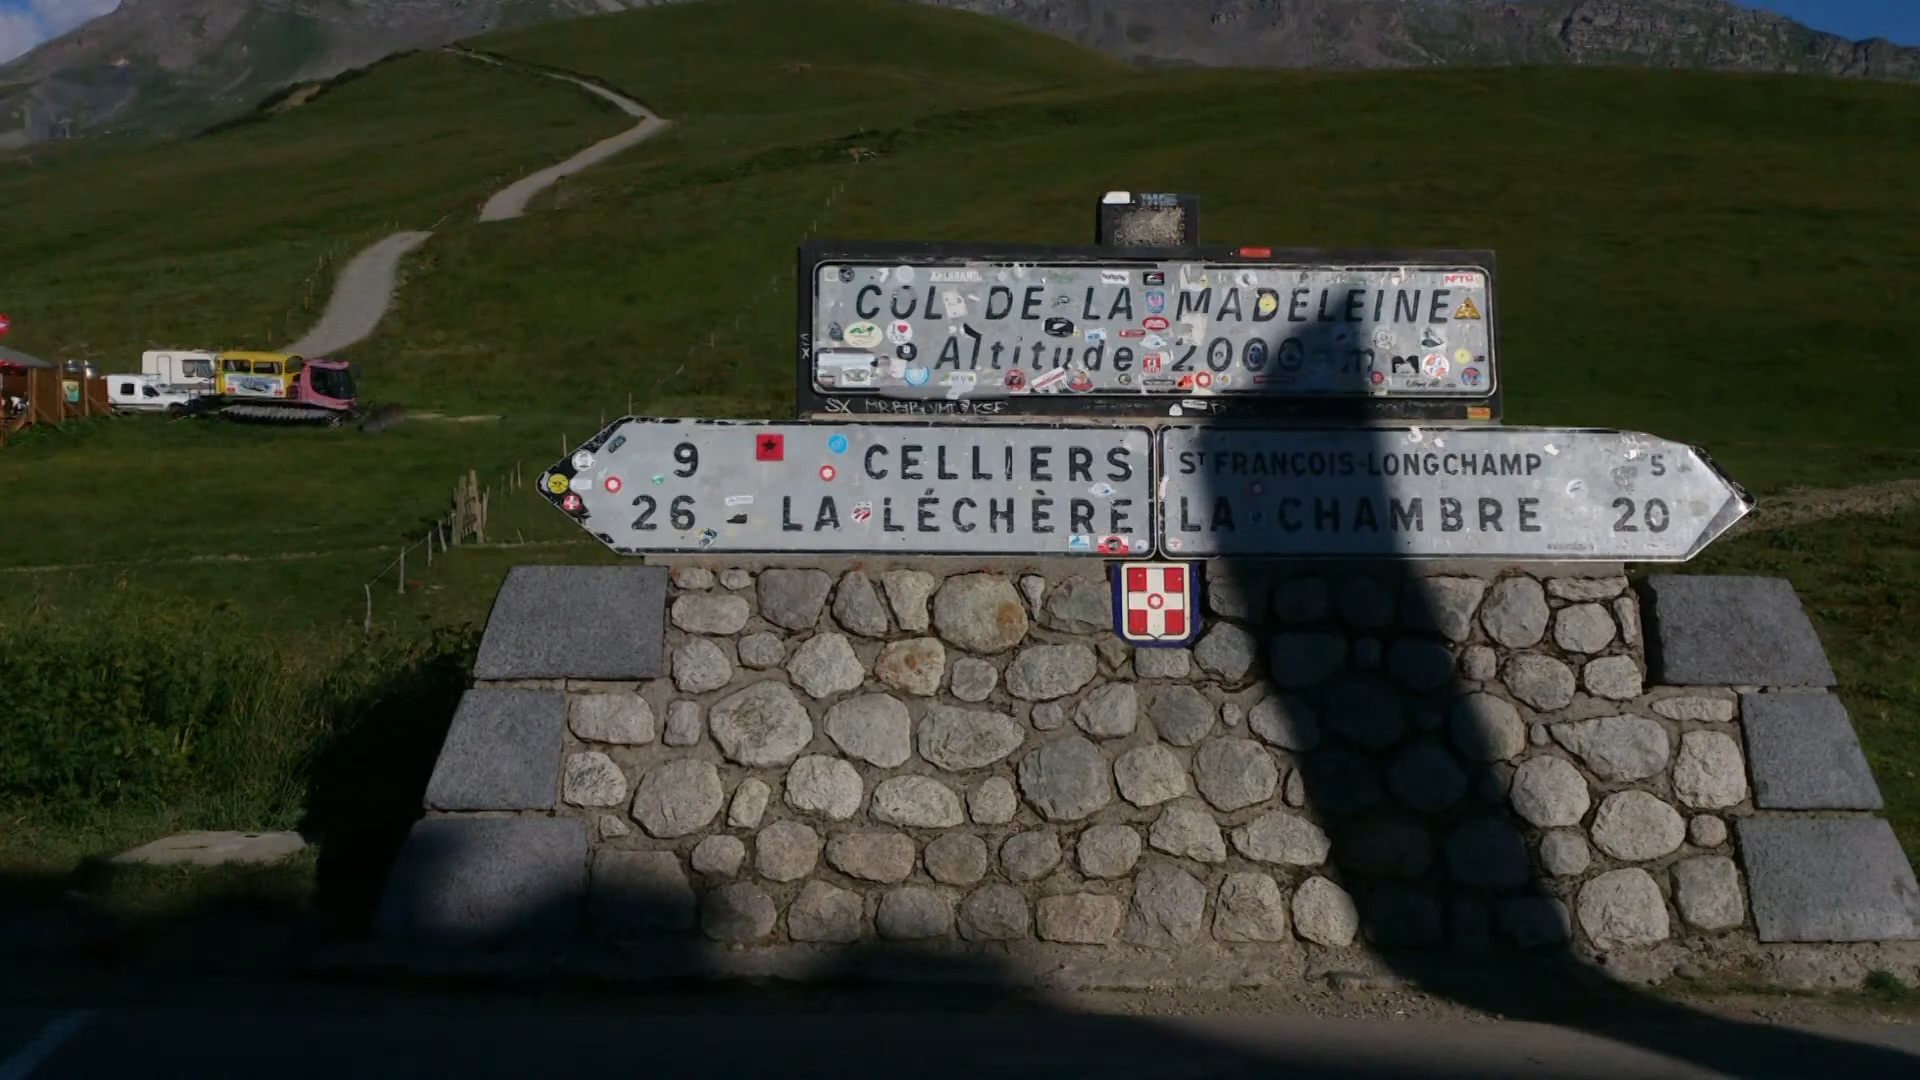 COL DE LA MADELEINE
Altitude 2000 m
9 CELLIERS
26 LA LÉCHÈRE
ST FRANÇOIS-LONGCHAMP 5
LA CHAMBRE 20